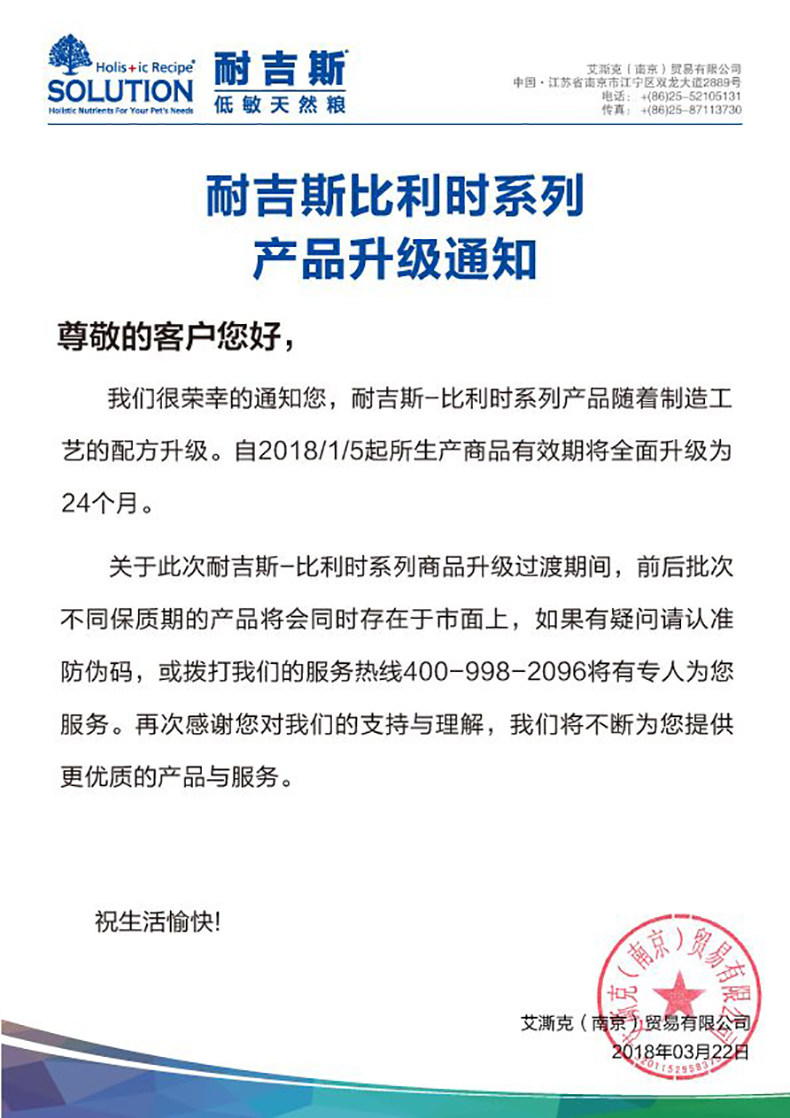 Holis+ic Recipe®
SOLUTION
Holistic Nutrients For Your Pet's Needs
耐吉斯®
低敏天然粮
艾澌克（南京）贸易有限公司
中国·江苏省南京市江宁区双龙大道2889号
电话： +(86)25-52105131
传真： +(86)25-87113730
耐吉斯比利时系列
产品升级通知
尊敬的客户您好，
我们很荣幸的通知您，耐吉斯-比利时系列产品随着制造工
艺的配方升级。自2018/1/5起所生产商品有效期将全面升级为
24个月。
关于此次耐吉斯-比利时系列商品升级过渡期间，前后批次
不同保质期的产品将会同时存在于市面上，如果有疑问请认准
防伪码，或拨打我们的服务热线400-998-2096将有专人为您
服务。再次感谢您对我们的支持与理解，我们将不断为您提供
更优质的产品与服务。
祝生活愉快!
艾澌克（南京）贸易有限公司
艾澌克（南京）贸易有限公司
2018年03月22日